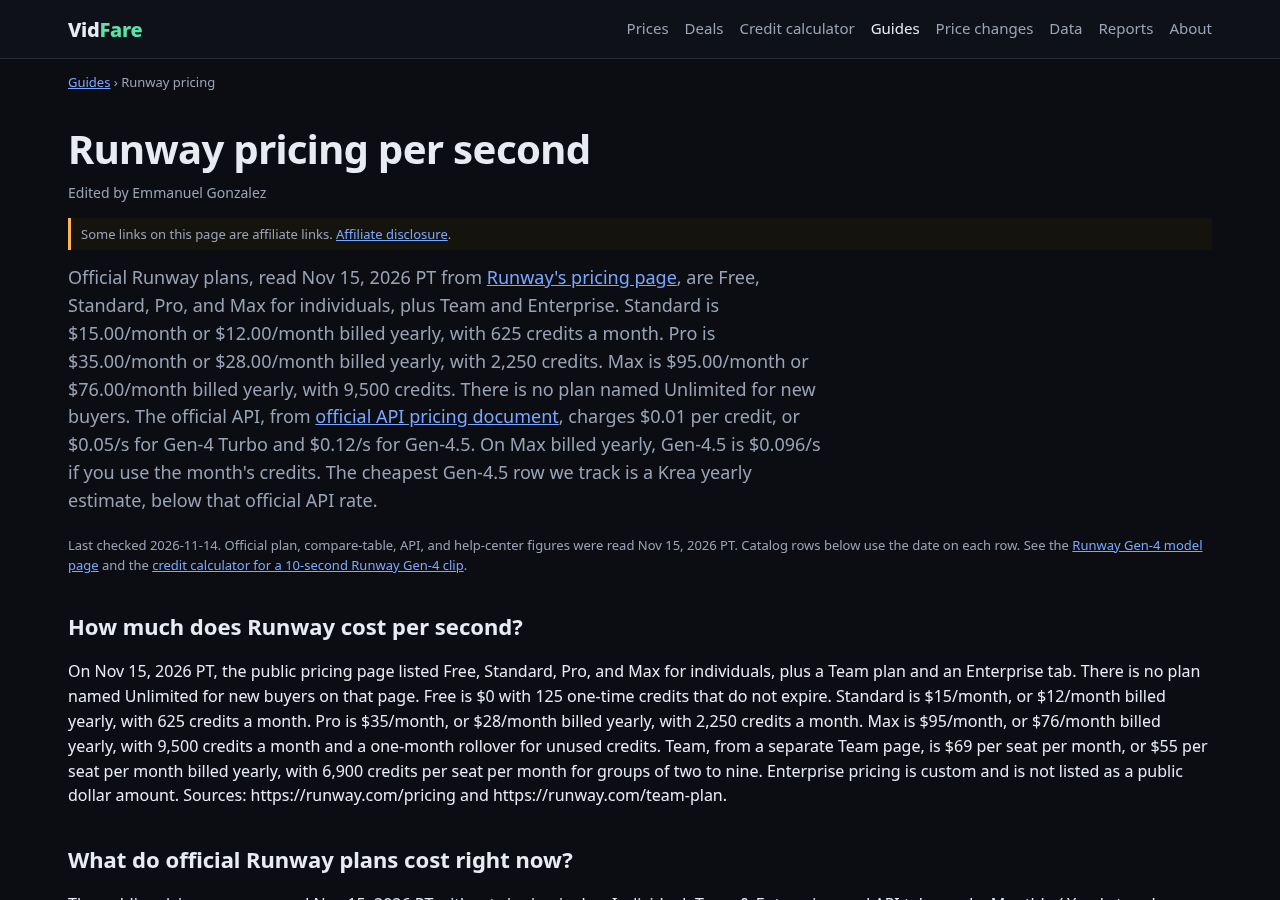 VidFare
Prices Deals Credit calculator Guides Price changes Data Reports About
Guides › Runway pricing
Runway pricing per second
Edited by Emmanuel Gonzalez
Some links on this page are affiliate links. Affiliate disclosure.
Official Runway plans, read Nov 15, 2026 PT from Runway's pricing page, are Free,
Standard, Pro, and Max for individuals, plus Team and Enterprise. Standard is
$15.00/month or $12.00/month billed yearly, with 625 credits a month. Pro is
$35.00/month or $28.00/month billed yearly, with 2,250 credits. Max is $95.00/month or
$76.00/month billed yearly, with 9,500 credits. There is no plan named Unlimited for new
buyers. The official API, from official API pricing document, charges $0.01 per credit, or
$0.05/s for Gen-4 Turbo and $0.12/s for Gen-4.5. On Max billed yearly, Gen-4.5 is $0.096/s
if you use the month's credits. The cheapest Gen-4.5 row we track is a Krea yearly
estimate, below that official API rate.
Last checked 2026-11-14. Official plan, compare-table, API, and help-center figures were read Nov 15, 2026 PT. Catalog rows below use the date on each row. See the Runway Gen-4 model
page and the credit calculator for a 10-second Runway Gen-4 clip.
How much does Runway cost per second?
On Nov 15, 2026 PT, the public pricing page listed Free, Standard, Pro, and Max for individuals, plus a Team plan and an Enterprise tab. There is no plan
named Unlimited for new buyers on that page. Free is $0 with 125 one-time credits that do not expire. Standard is $15/month, or $12/month billed
yearly, with 625 credits a month. Pro is $35/month, or $28/month billed yearly, with 2,250 credits a month. Max is $95/month, or $76/month billed
yearly, with 9,500 credits a month and a one-month rollover for unused credits. Team, from a separate Team page, is $69 per seat per month, or $55 per
seat per month billed yearly, with 6,900 credits per seat per month for groups of two to nine. Enterprise pricing is custom and is not listed as a public
dollar amount. Sources: https://runway.com/pricing and https://runway.com/team-plan.
What do official Runway plans cost right now?